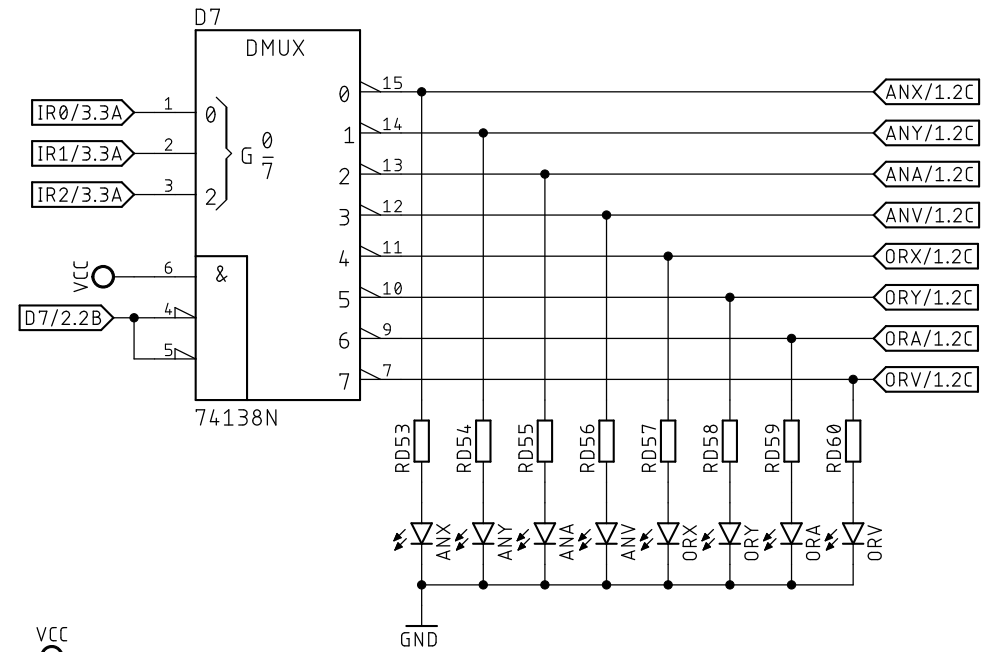 D7
DMUX
IR0/3.3A 1 0
IR1/3.3A 2
IR2/3.3A 3 2
G 0/7
VCC 6 &
D7/2.2B 4
5
74138N
0 15 ANX/1.2C
1 14 ANY/1.2C
2 13 ANA/1.2C
3 12 ANV/1.2C
4 11 ORX/1.2C
5 10 ORY/1.2C
6 9 ORA/1.2C
7 7 ORV/1.2C
RD53 RD54 RD55 RD56 RD57 RD58 RD59 RD60
ANX ANY ANA ANV ORX ORY ORA ORV
GND
VCC